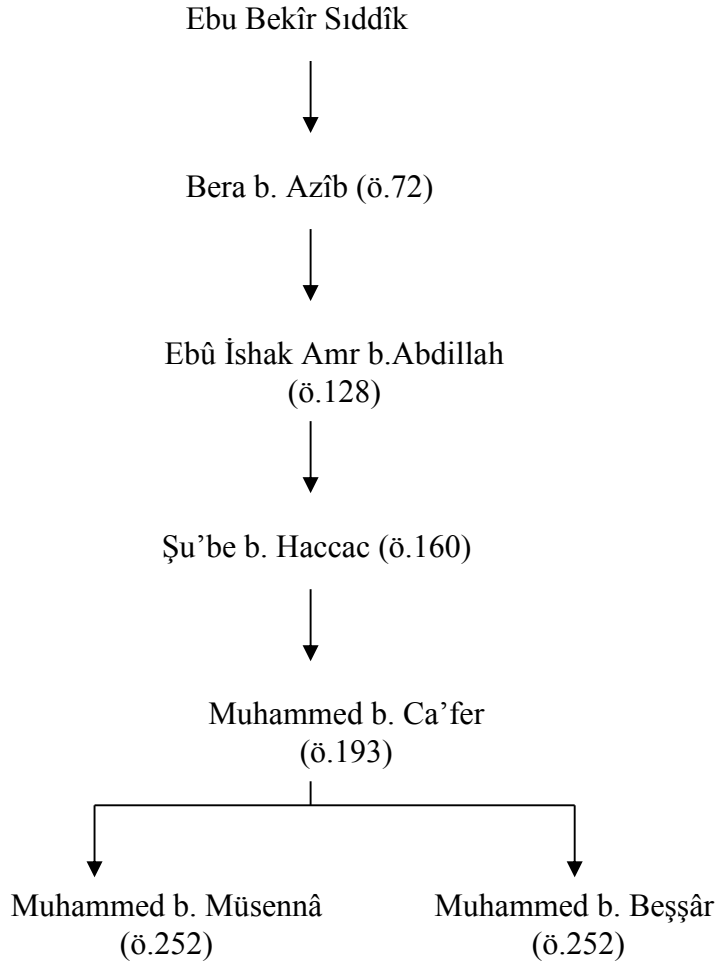 Ebu Bekîr Sıddîk
Bera b. Azîb (ö.72)
Ebû İshak Amr b.Abdillah
(ö.128)
Şu’be b. Haccac (ö.160)
Muhammed b. Ca’fer
(ö.193)
Muhammed b. Müsennâ
(ö.252)
Muhammed b. Beşşâr
(ö.252)